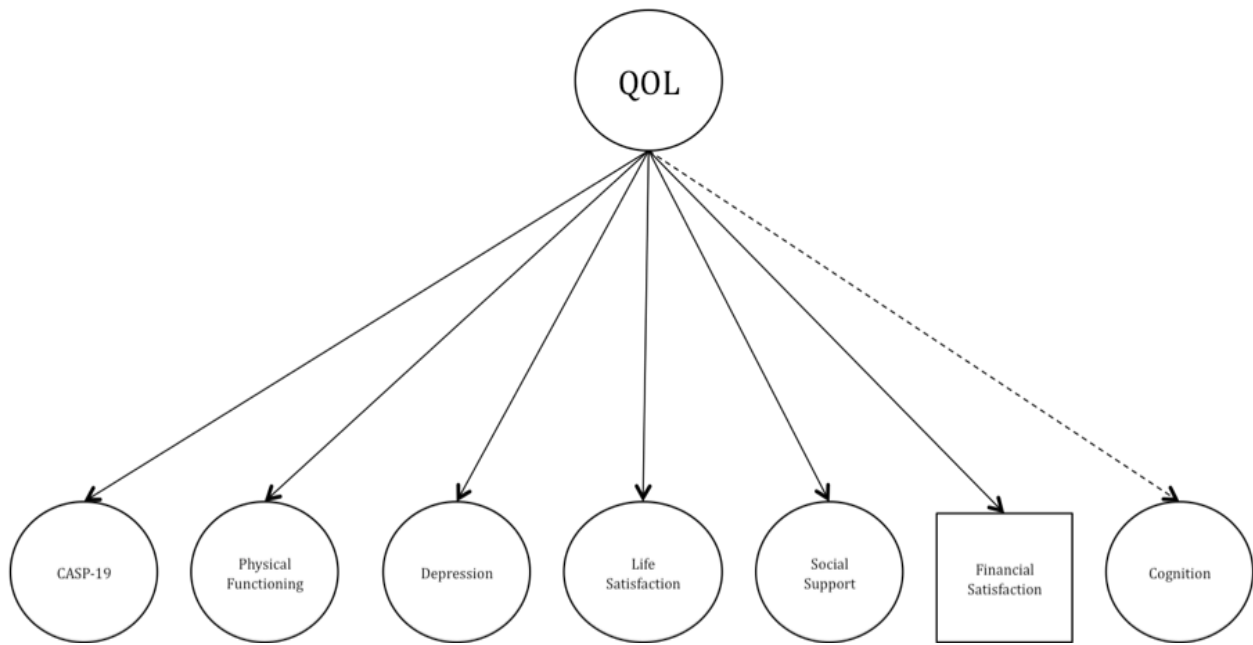 QOL
CASP-19
Physical
Functioning
Depression
Life
Satisfaction
Social
Support
Financial
Satisfaction
Cognition